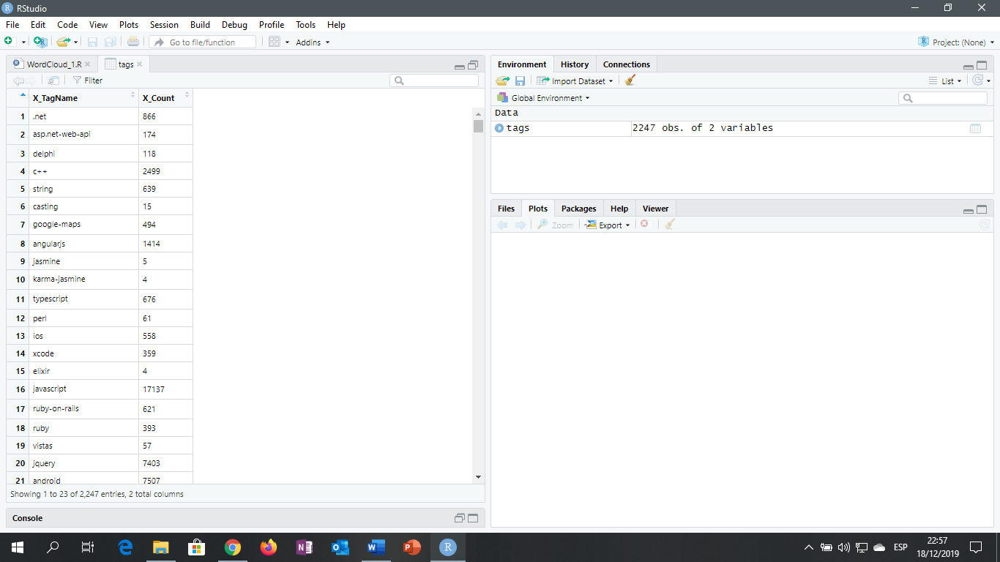 RStudio
File Edit Code View Plots Session Build Debug Profile Tools Help
Go to file/function Addins Project: (None)
WordCloud_1.R tags
Filter
X_TagName X_Count
1 .net 866
2 asp.net-web-api 174
3 delphi 118
4 c++ 2499
5 string 639
6 casting 15
7 google-maps 494
8 angularjs 1414
9 jasmine 5
10 karma-jasmine 4
11 typescript 676
12 perl 61
13 ios 558
14 xcode 359
15 elixir 4
16 javascript 17137
17 ruby-on-rails 621
18 ruby 393
19 vistas 57
20 jquery 7403
21 android 7507
Showing 1 to 23 of 2,247 entries, 2 total columns
Console
Environment History Connections
Import Dataset List
Global Environment
Data
tags 2247 obs. of 2 variables
Files Plots Packages Help Viewer
Zoom Export
ESP 22:57
18/12/2019